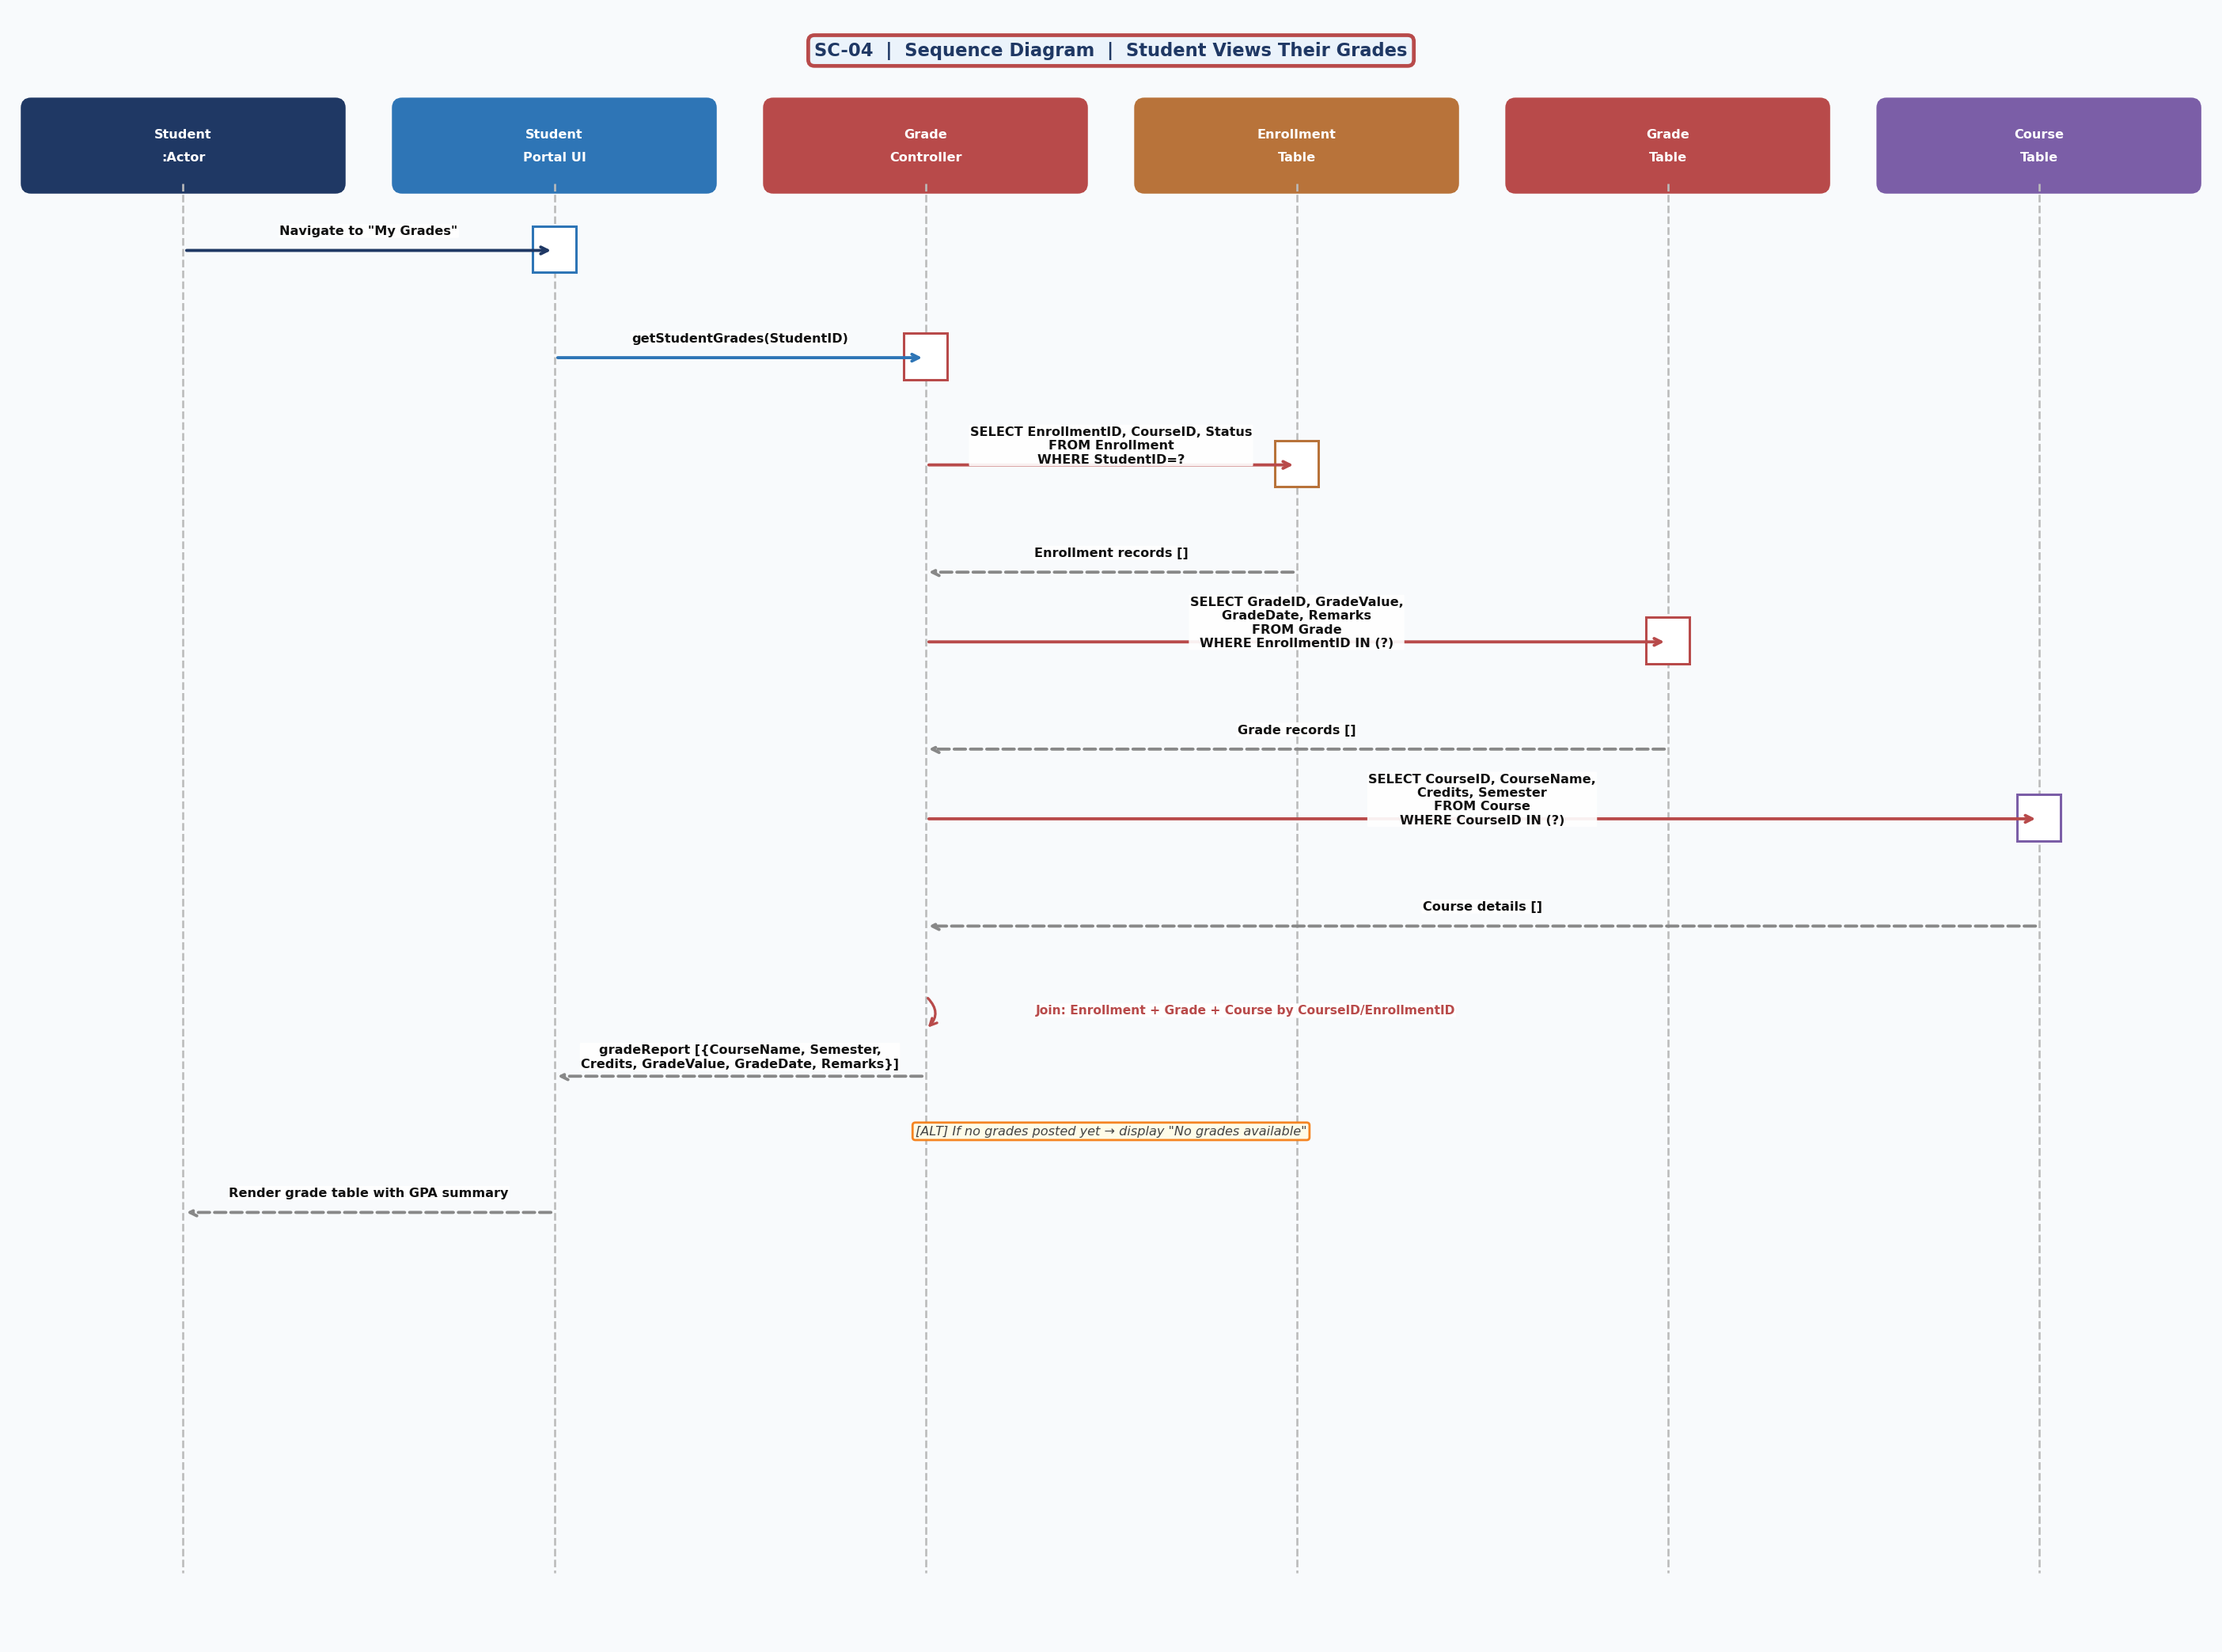 SC-04 | Sequence Diagram | Student Views Their Grades
Student
:Actor
Student
Portal UI
Grade
Controller
Enrollment
Table
Grade
Table
Course
Table
Navigate to "My Grades"
getStudentGrades(StudentID)
SELECT EnrollmentID, CourseID, Status
FROM Enrollment
WHERE StudentID=?
Enrollment records []
SELECT GradeID, GradeValue,
GradeDate, Remarks
FROM Grade
WHERE EnrollmentID IN (?)
Grade records []
SELECT CourseID, CourseName,
Credits, Semester
FROM Course
WHERE CourseID IN (?)
Course details []
Join: Enrollment + Grade + Course by CourseID/EnrollmentID
gradeReport [{CourseName, Semester,
Credits, GradeValue, GradeDate, Remarks}]
[ALT] If no grades posted yet → display "No grades available"
Render grade table with GPA summary